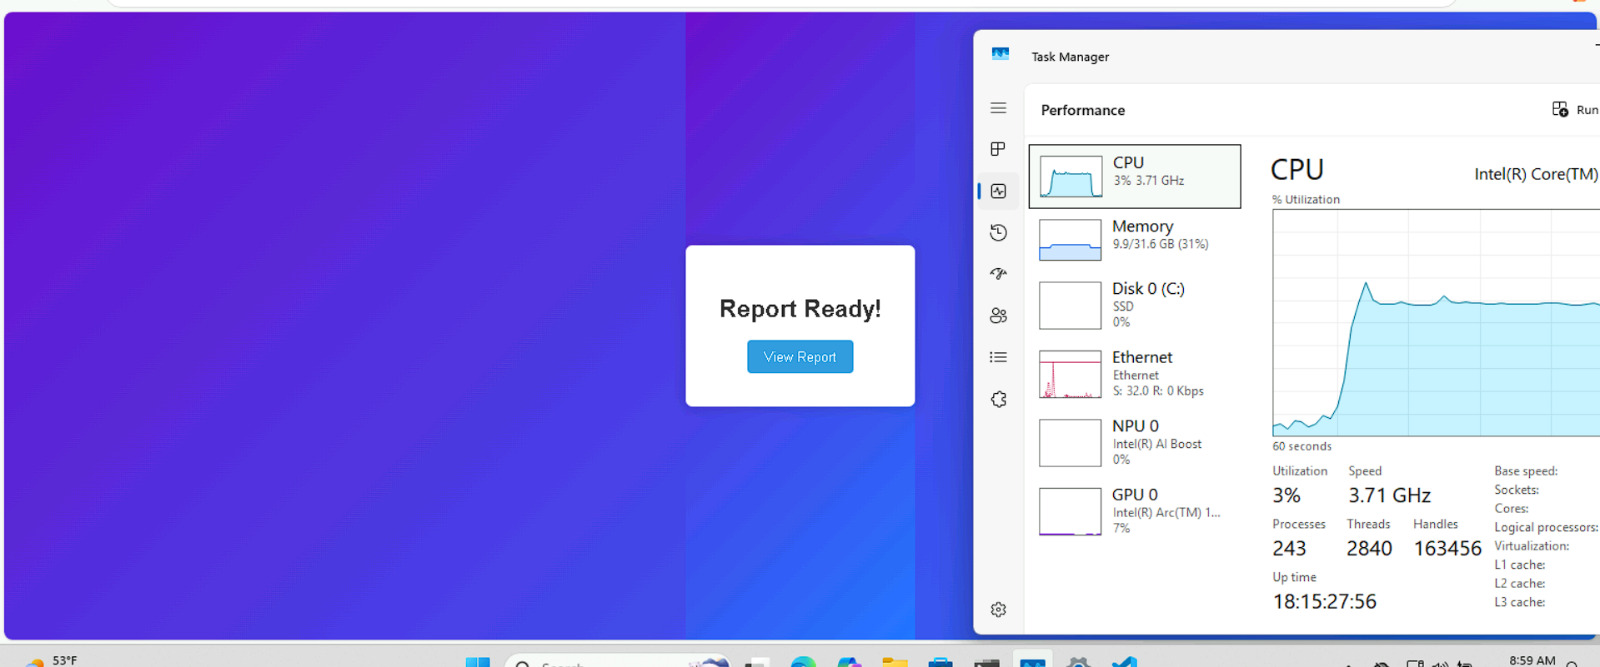 Report Ready!
View Report
Task Manager
Performance
Run
CPU
3% 3.71 GHz
Memory
9.9/31.6 GB (31%)
Disk 0 (C:)
SSD
0%
Ethernet
Ethernet
S: 32.0 R: 0 Kbps
NPU 0
Intel(R) AI Boost
0%
GPU 0
Intel(R) Arc(TM) 1...
7%
CPU
Intel(R) Core(TM)
% Utilization
60 seconds
Utilization
Speed
3%
3.71 GHz
Processes
Threads
Handles
243
2840
163456
Up time
18:15:27:56
Base speed:
Sockets:
Cores:
Logical processors:
Virtualization:
L1 cache:
L2 cache:
L3 cache:
53°F
Search
8:59 AM